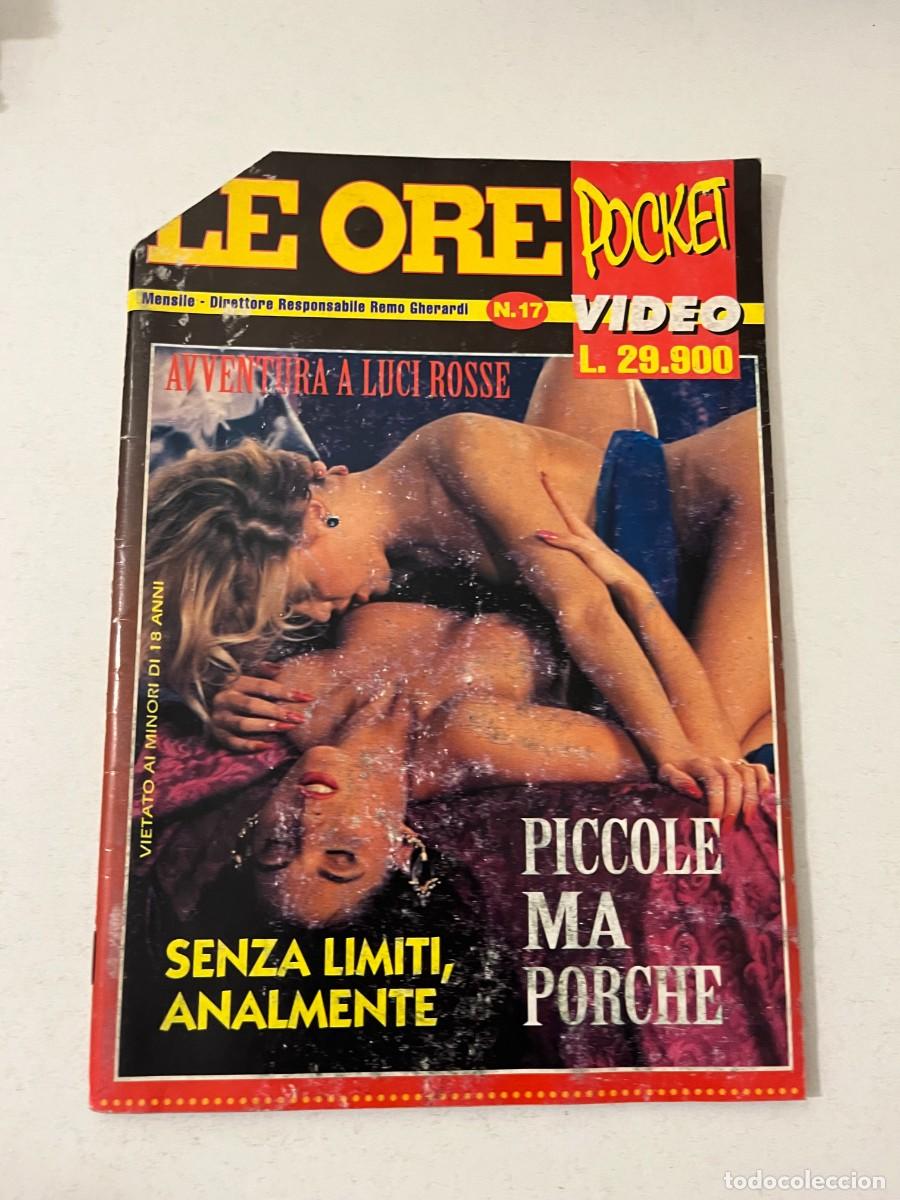 LE ORE
POCKET
VIDEO
L. 29.900
Mensile - Direttore Responsabile Remo Gherardi
N.17
AVVENTURA A LUCI ROSSE
VIETATO AI MINORI DI 18 ANNI
PICCOLE
MA
PORCHE
SENZA LIMITI,
ANALMENTE
todocoleccion